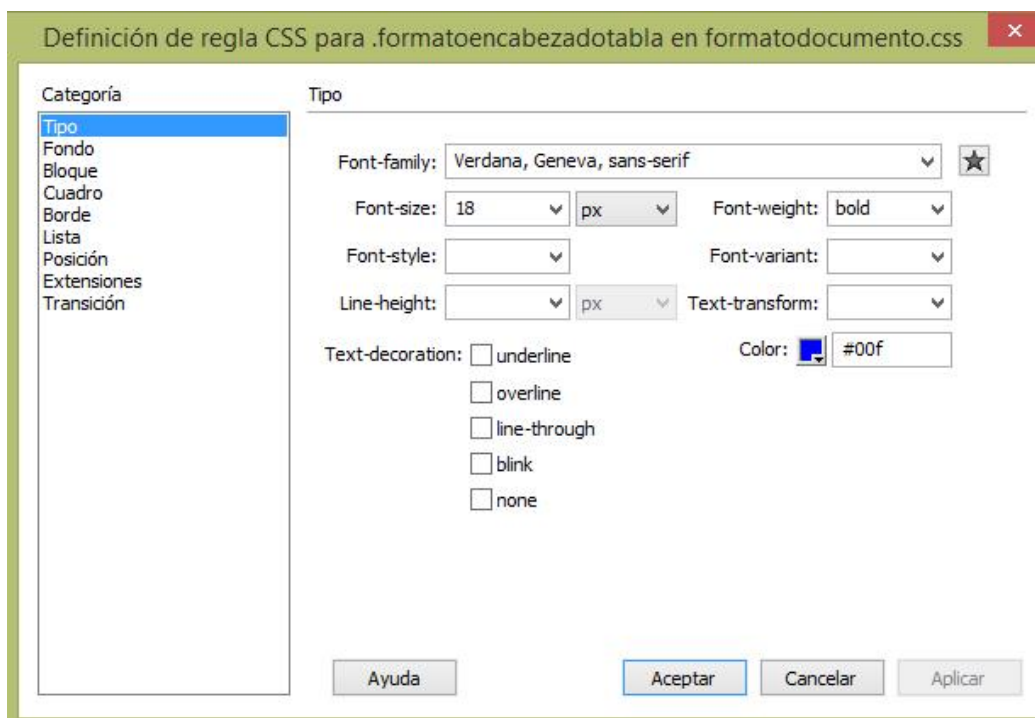 Definición de regla CSS para .formatoencabezadotabla en formatodocumento.css
Categoría
Tipo
Fondo
Bloque
Cuadro
Borde
Lista
Posición
Extensiones
Transición
Tipo
Font-family: Verdana, Geneva, sans-serif
Font-size: 18 px Font-weight: bold
Font-style: Font-variant:
Line-height: px Text-transform:
Text-decoration: underline Color: #00f
overline
line-through
blink
none
Ayuda Aceptar Cancelar Aplicar